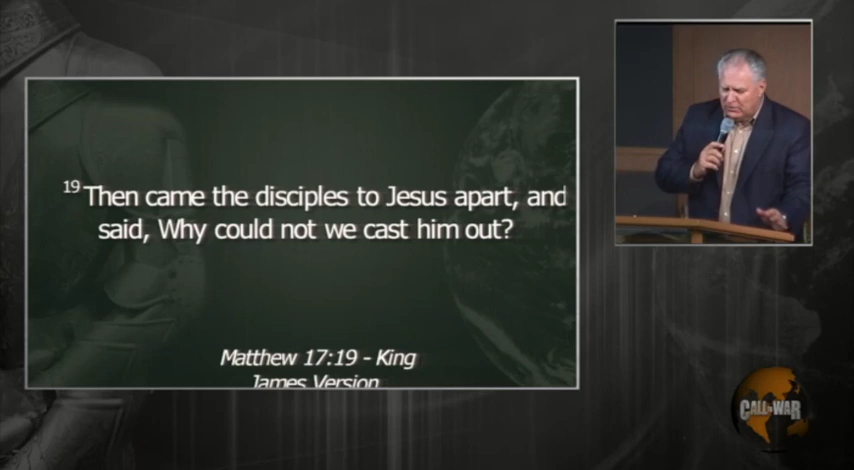 19 Then came the disciples to Jesus apart, and
said, Why could not we cast him out?
Matthew 17:19 - King
James Version
CALL to WAR